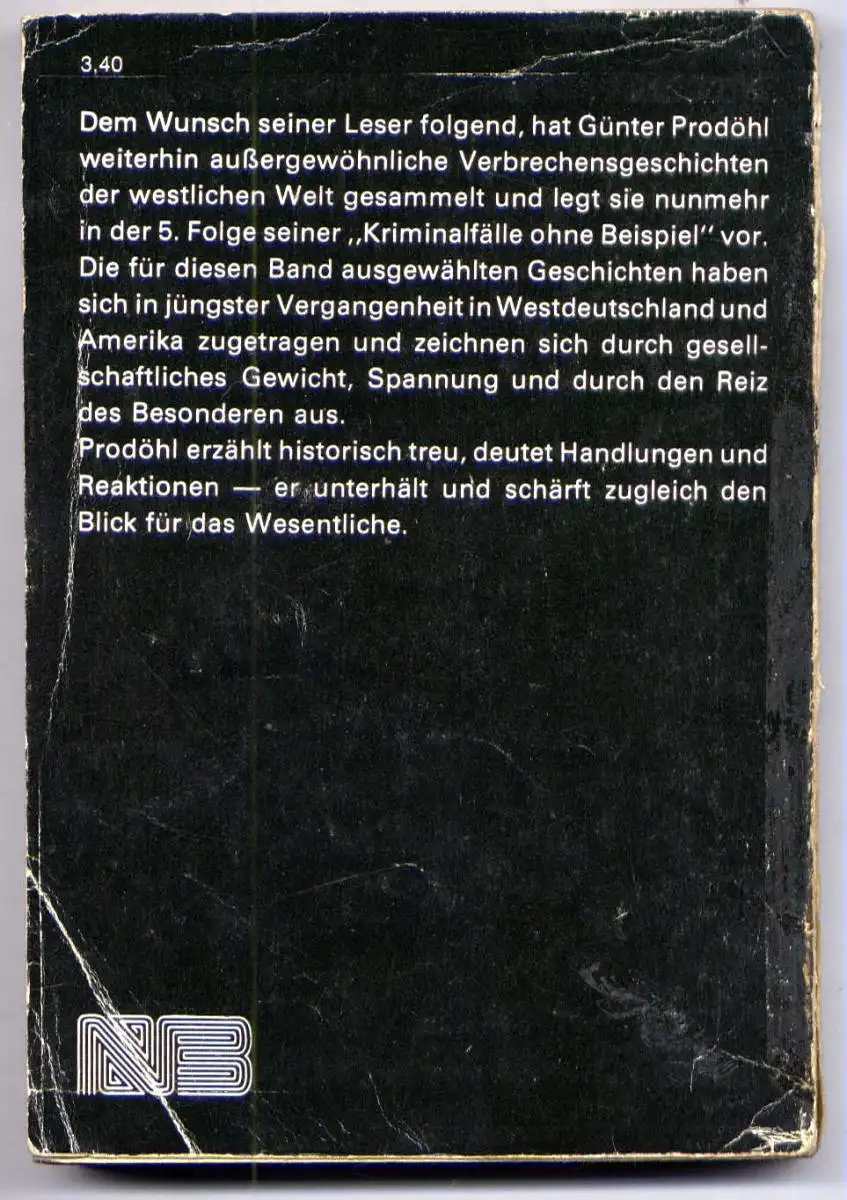 3,40
Dem Wunsch seiner Leser folgend, hat Günter Prodöhl
weiterhin außergewöhnliche Verbrechensgeschichten
der westlichen Welt gesammelt und legt sie nunmehr
in der 5. Folge seiner „Kriminalfälle ohne Beispiel" vor.
Die für diesen Band ausgewählten Geschichten haben
sich in jüngster Vergangenheit in Westdeutschland und
Amerika zugetragen und zeichnen sich durch gesell-
schaftliches Gewicht, Spannung und durch den Reiz
des Besonderen aus.
Prodöhl erzählt historisch treu, deutet Handlungen und
Reaktionen — er unterhält und schärft zugleich den
Blick für das Wesentliche.
NB